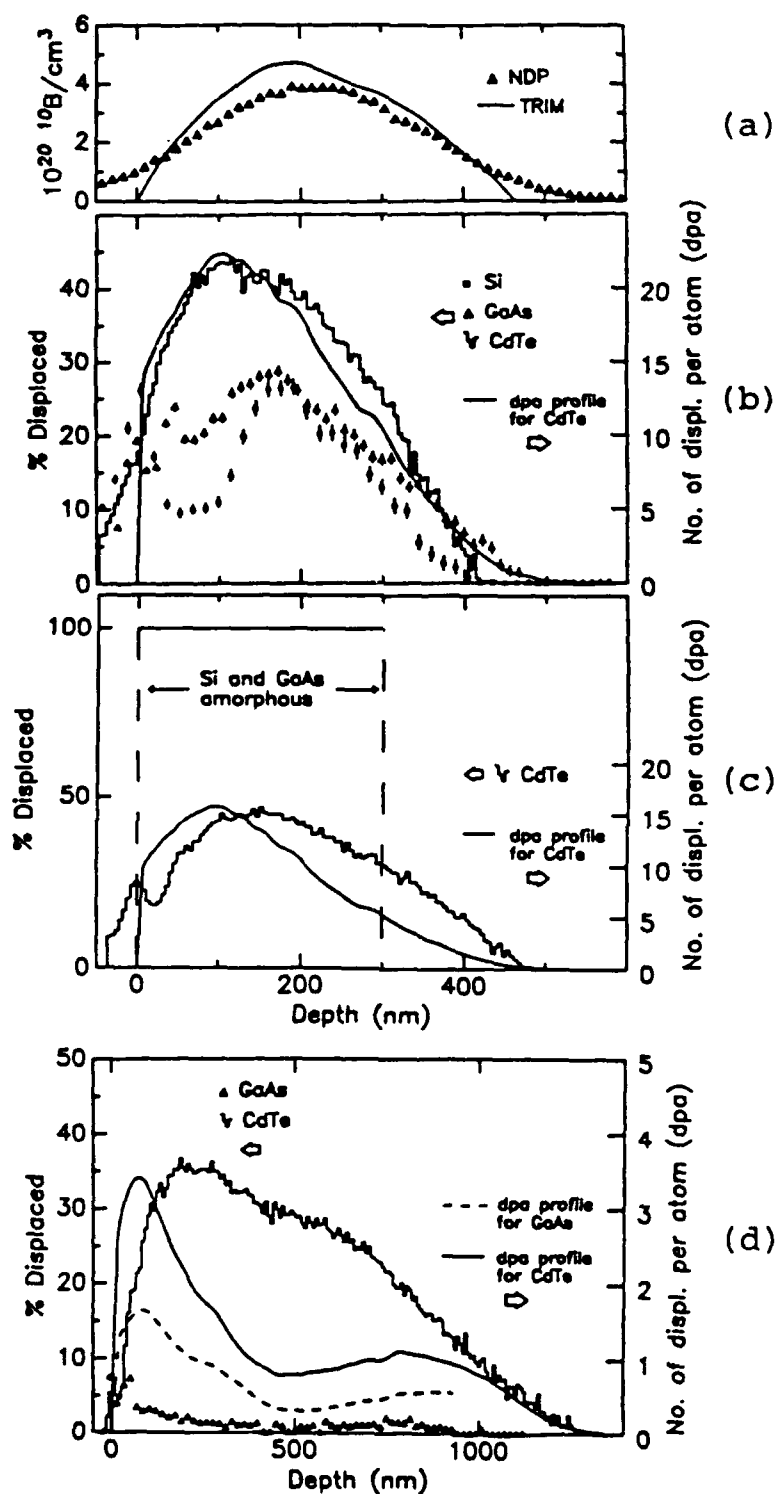 6
4
2
0
10²⁰ ¹⁰B/cm³
NDP
TRIM
(a)
40
30
20
10
0
% Displaced
Si
GaAs
CdTe
dpa profile
for CdTe
20
15
10
5
0
No. of displ. per atom (dpa)
(b)
100
50
0
% Displaced
Si and GaAs
amorphous
CdTe
dpa profile
for CdTe
20
15
10
5
0
No. of displ. per atom (dpa)
(c)
0 200 400
Depth (nm)
50
40
30
20
10
0
% Displaced
GaAs
CdTe
dpa profile
for GaAs
dpa profile
for CdTe
5
4
3
2
1
0
No. of displ. per atom (dpa)
(d)
0 500 1000
Depth (nm)